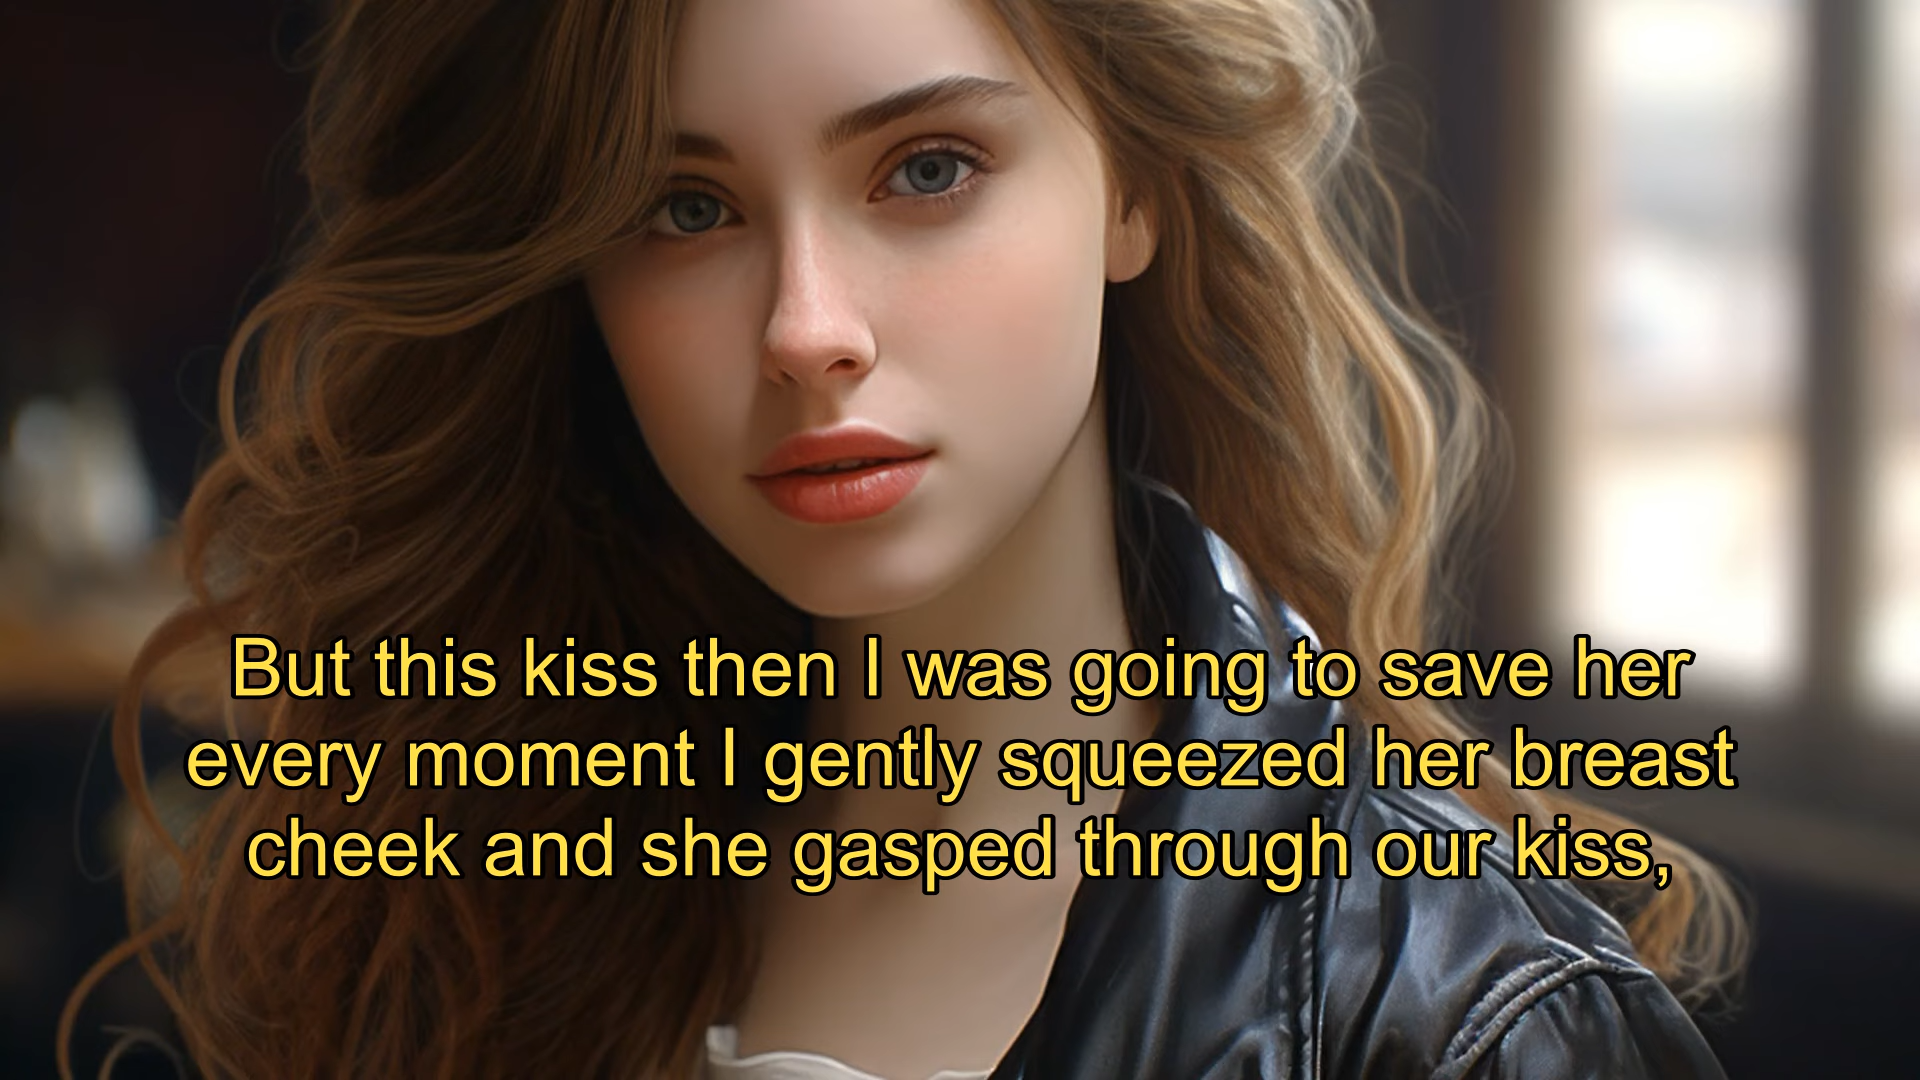 But this kiss then I was going to save her
every moment I gently squeezed her breast
cheek and she gasped through our kiss,